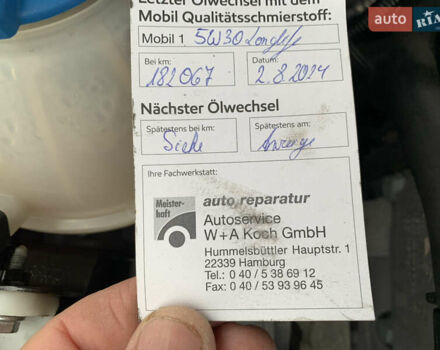 Letzter Ölwechsel mit dem
Mobil Qualitätsschmierstoff:
Mobil 1 5W30 Longlife
Bei km: Datum:
182067 2.8.2024
Nächster Ölwechsel
Spätestens bei km: Spätestens am:
Siehe Anzeige
Ihre Fachwerkstatt:
Meister-
haft
auto reparatur
Autoservice
W+A Koch GmbH
Hummelsbüttler Hauptstr. 1
22339 Hamburg
Tel.: 0 40 / 5 38 69 12
Fax: 0 40 / 53 93 96 45
auto RIA